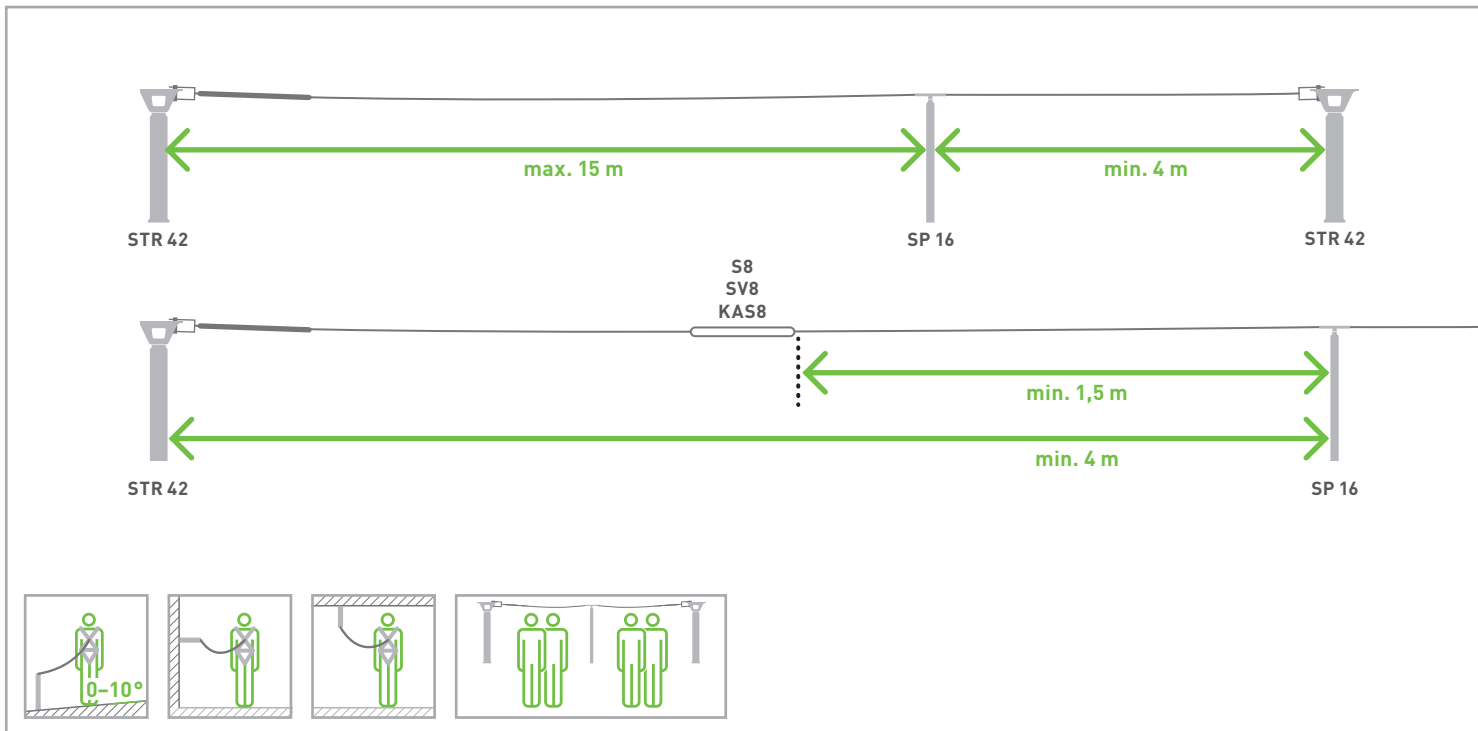 max. 15 m
min. 4 m
STR 42
SP 16
STR 42
S8
SV8
KAS8
min. 1,5 m
min. 4 m
STR 42
SP 16
0–10°